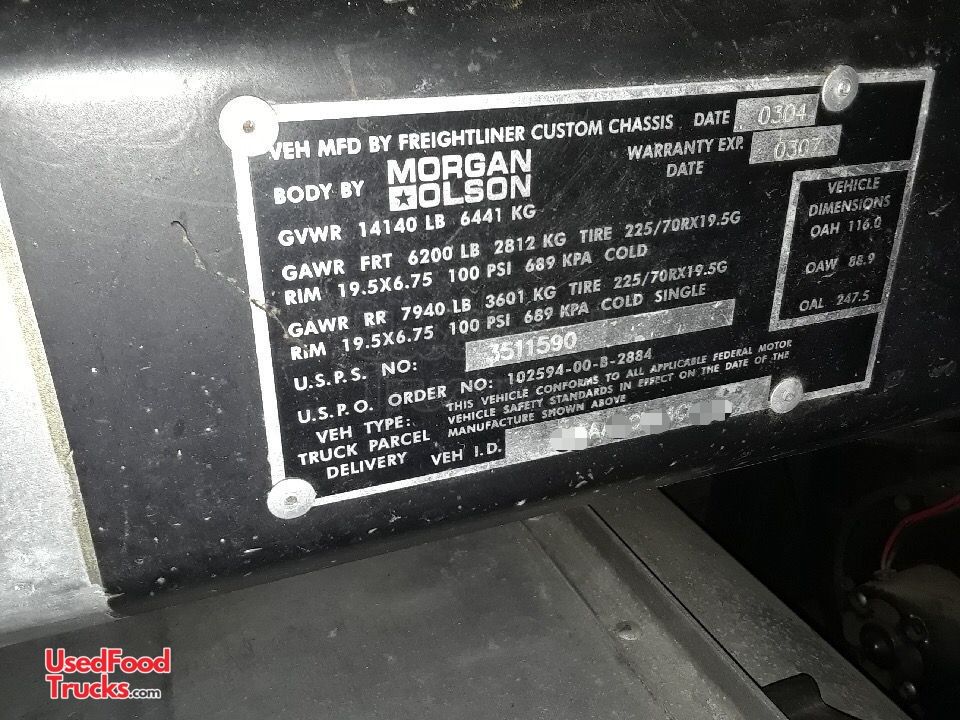 VEH MFD BY FREIGHTLINER CUSTOM CHASSIS DATE 0304
BODY BY MORGAN OLSON WARRANTY EXP. DATE 0307
GVWR 14140 LB 6441 KG
GAWR FRT 6200 LB 2812 KG TIRE 225/70RX19.5G
RIM 19.5X6.75 100 PSI 689 KPA COLD
GAWR RR 7940 LB 3601 KG TIRE 225/70RX19.5G
RIM 19.5X6.75 100 PSI 689 KPA COLD SINGLE
U.S.P.S. NO: 3511590
U.S.P.O. ORDER NO: 102594-00-B-2884
VEH TYPE:
TRUCK PARCEL
DELIVERY
THIS VEHICLE CONFORMS TO ALL APPLICABLE FEDERAL MOTOR
VEHICLE SAFETY STANDARDS IN EFFECT ON THE DATE OF THE
MANUFACTURE SHOWN ABOVE
VEH I.D.
VEHICLE
DIMENSIONS
OAH 116.0
OAW 88.9
OAL 247.5
UsedFood
Trucks.com